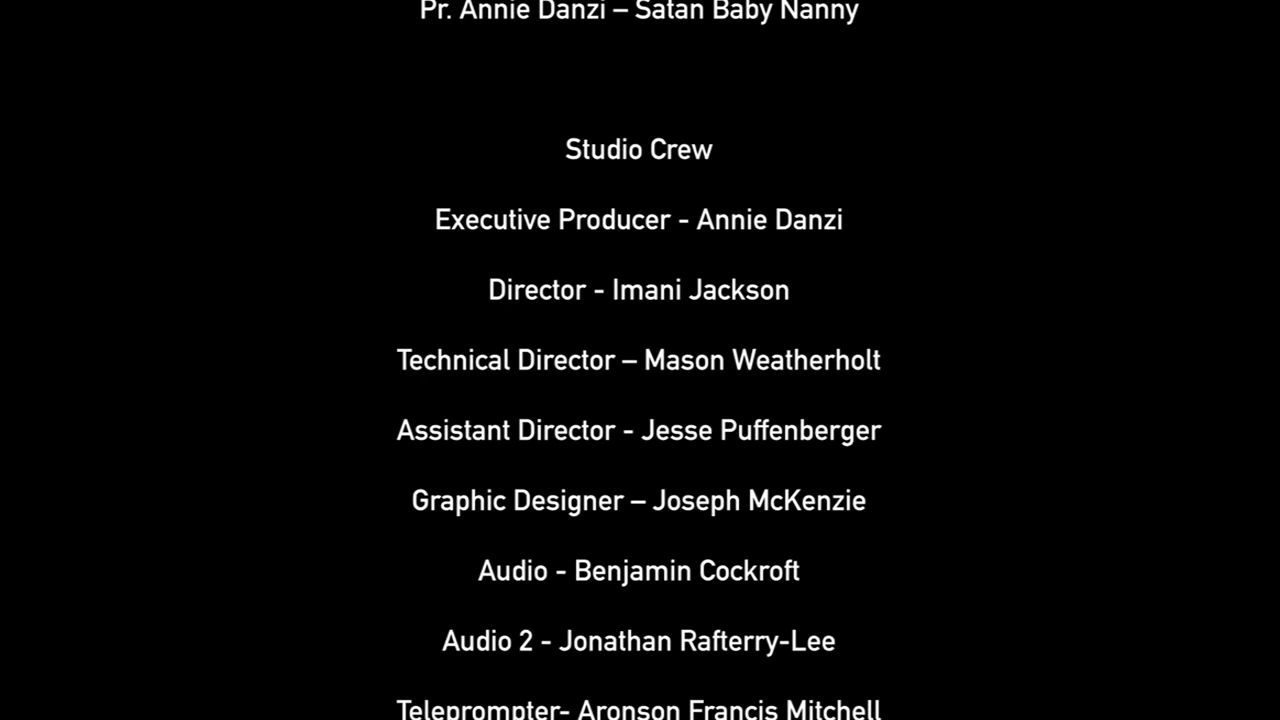 Pr. Annie Danzi – Satan Baby Nanny
Studio Crew
Executive Producer - Annie Danzi
Director - Imani Jackson
Technical Director – Mason Weatherholt
Assistant Director - Jesse Puffenberger
Graphic Designer – Joseph McKenzie
Audio - Benjamin Cockroft
Audio 2 - Jonathan Rafterry-Lee
Teleprompter- Aronson Francis Mitchell